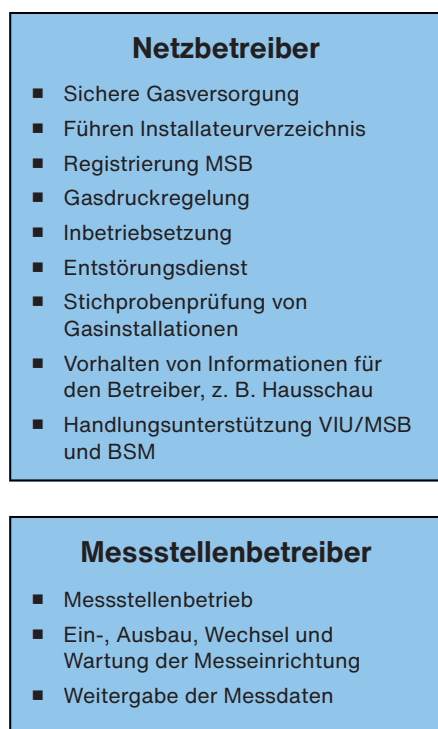 Netzbetreiber
■ Sichere Gasversorgung
■ Führen Installateurverzeichnis
■ Registrierung MSB
■ Gasdruckregelung
■ Inbetriebsetzung
■ Entstörungsdienst
■ Stichprobenprüfung von
Gasinstallationen
■ Vorhalten von Informationen für
den Betreiber, z. B. Hausschau
■ Handlungsunterstützung VIU/MSB
und BSM
Messstellenbetreiber
■ Messstellenbetrieb
■ Ein-, Ausbau, Wechsel und
Wartung der Messeinrichtung
■ Weitergabe der Messdaten